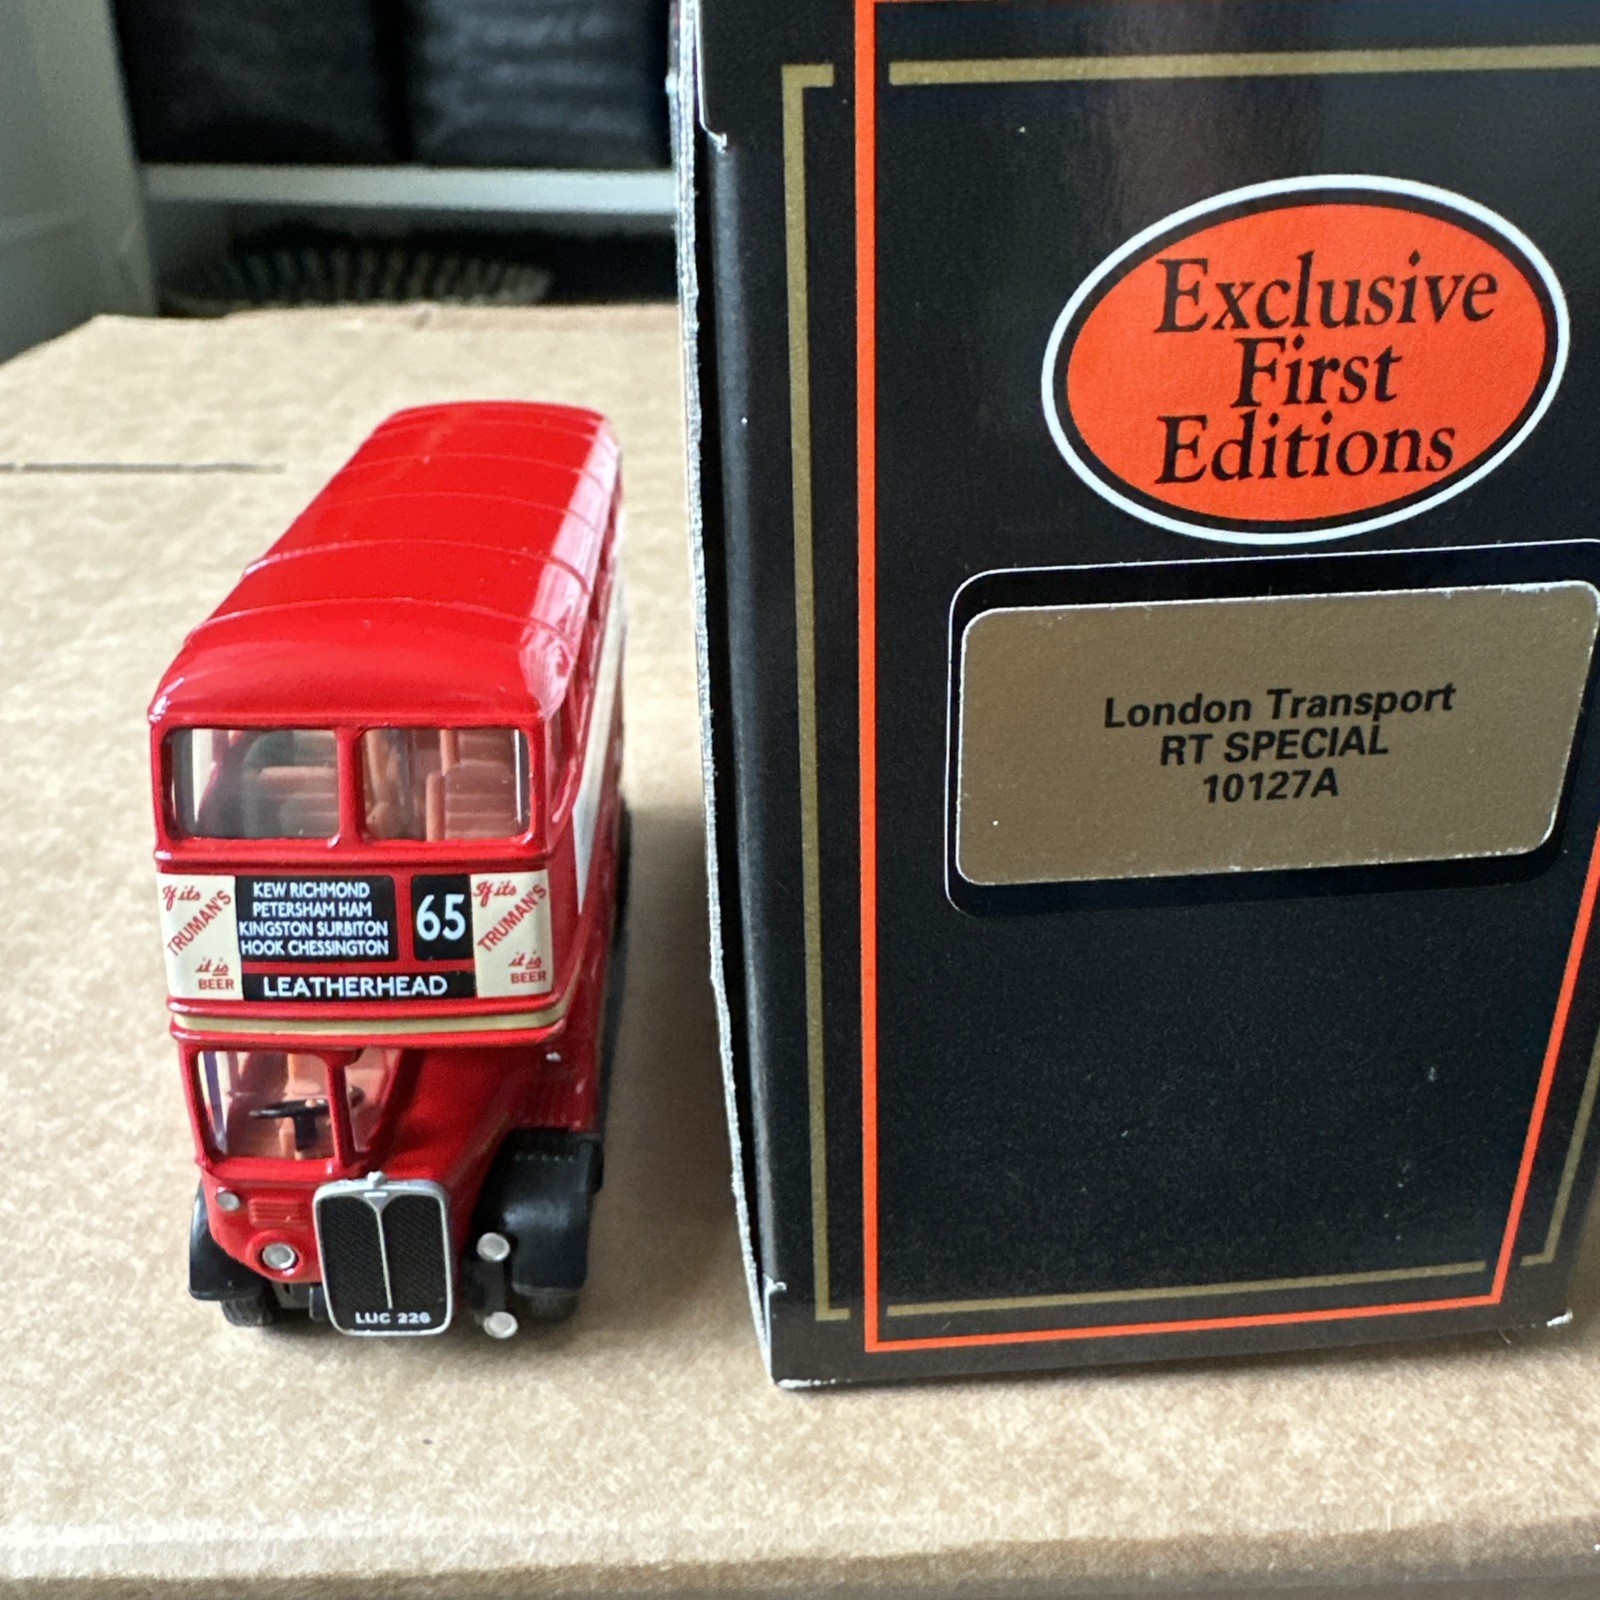 If its
TRUMAN'S
it is
BEER
KEW RICHMOND
PETERSHAM HAM
KINGSTON SURBITON
HOOK CHESSINGTON
65
LEATHERHEAD
If its
TRUMAN'S
it is
BEER
LUC 226
Exclusive
First
Editions
London Transport
RT SPECIAL
10127A